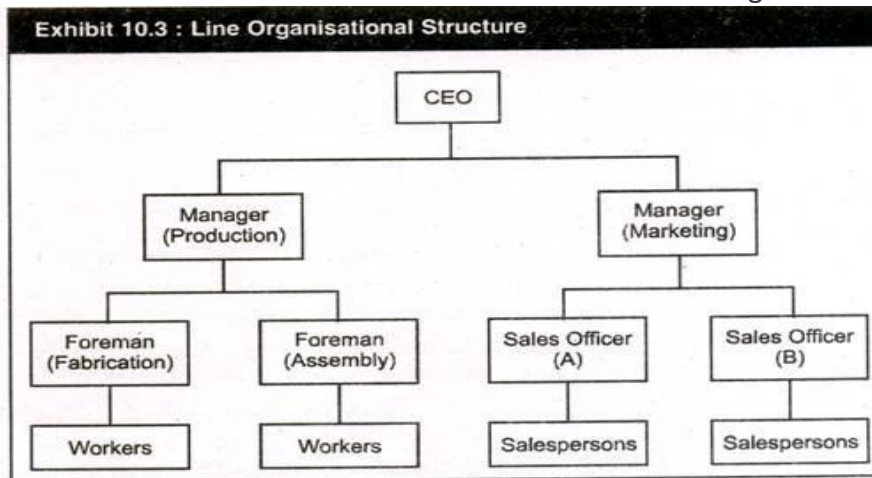 Exhibit 10.3 : Line Organisational Structure
CEO
Manager
(Production)
Manager
(Marketing)
Foreman
(Fabrication)
Foreman
(Assembly)
Sales Officer
(A)
Sales Officer
(B)
Workers
Workers
Salespersons
Salespersons